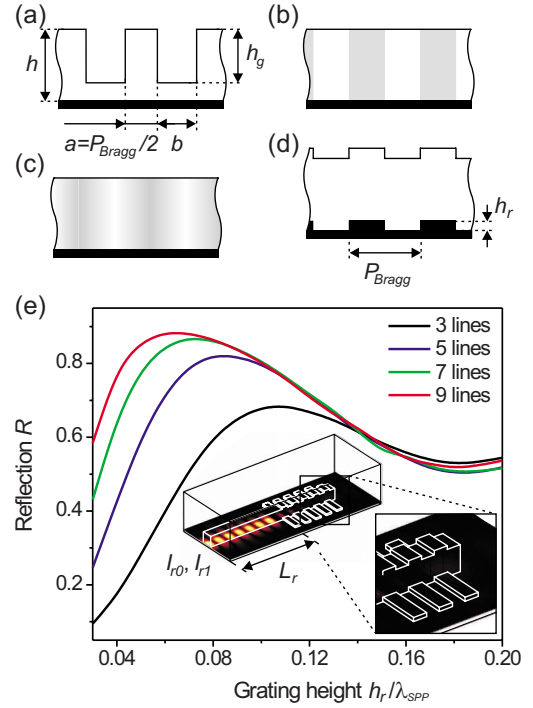 (a)
h
h_g
a=P_Bragg/2 b
(b)
(c)
(d)
h_r
P_Bragg
(e)
Reflection R
0.8
0.6
0.4
0.2
3 lines
5 lines
7 lines
9 lines
I_r0, I_r1
L_r
0.04 0.08 0.12 0.16 0.20
Grating height h_r/λ_SPP